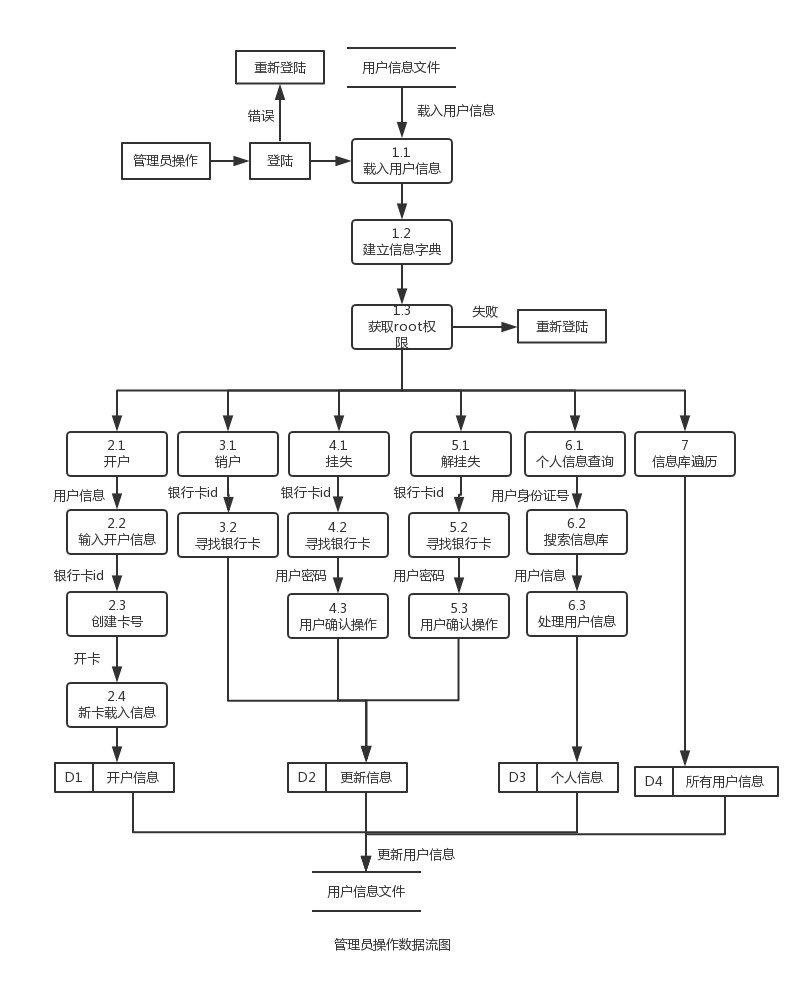 重新登陆
用户信息文件
错误
载入用户信息
管理员操作
登陆
1.1
载入用户信息
1.2
建立信息字典
1.3
获取root权
限
失败
重新登陆
2.1
开户
3.1
销户
4.1
挂失
5.1
解挂失
6.1
个人信息查询
7
信息库遍历
用户信息
银行卡id
银行卡id
银行卡id
用户身份证号
2.2
输入开户信息
3.2
寻找银行卡
4.2
寻找银行卡
5.2
寻找银行卡
6.2
搜索信息库
银行卡id
用户密码
用户密码
用户信息
2.3
创建卡号
4.3
用户确认操作
5.3
用户确认操作
6.3
处理用户信息
开卡
2.4
新卡载入信息
D1
开户信息
D2
更新信息
D3
个人信息
D4
所有用户信息
更新用户信息
用户信息文件
管理员操作数据流图